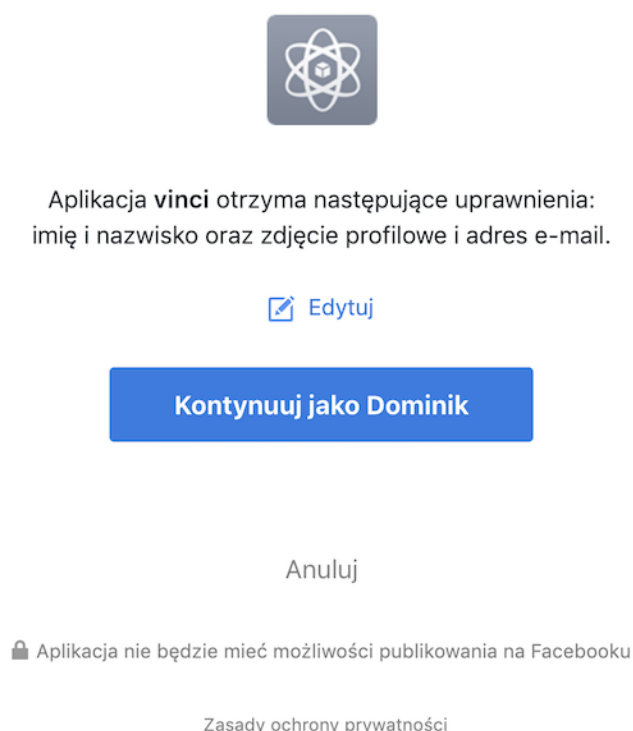 Aplikacja vinci otrzyma następujące uprawnienia:
imię i nazwisko oraz zdjęcie profilowe i adres e-mail.
Edytuj
Kontynuuj jako Dominik
Anuluj
Aplikacja nie będzie mieć możliwości publikowania na Facebooku
Zasady ochrony prywatności